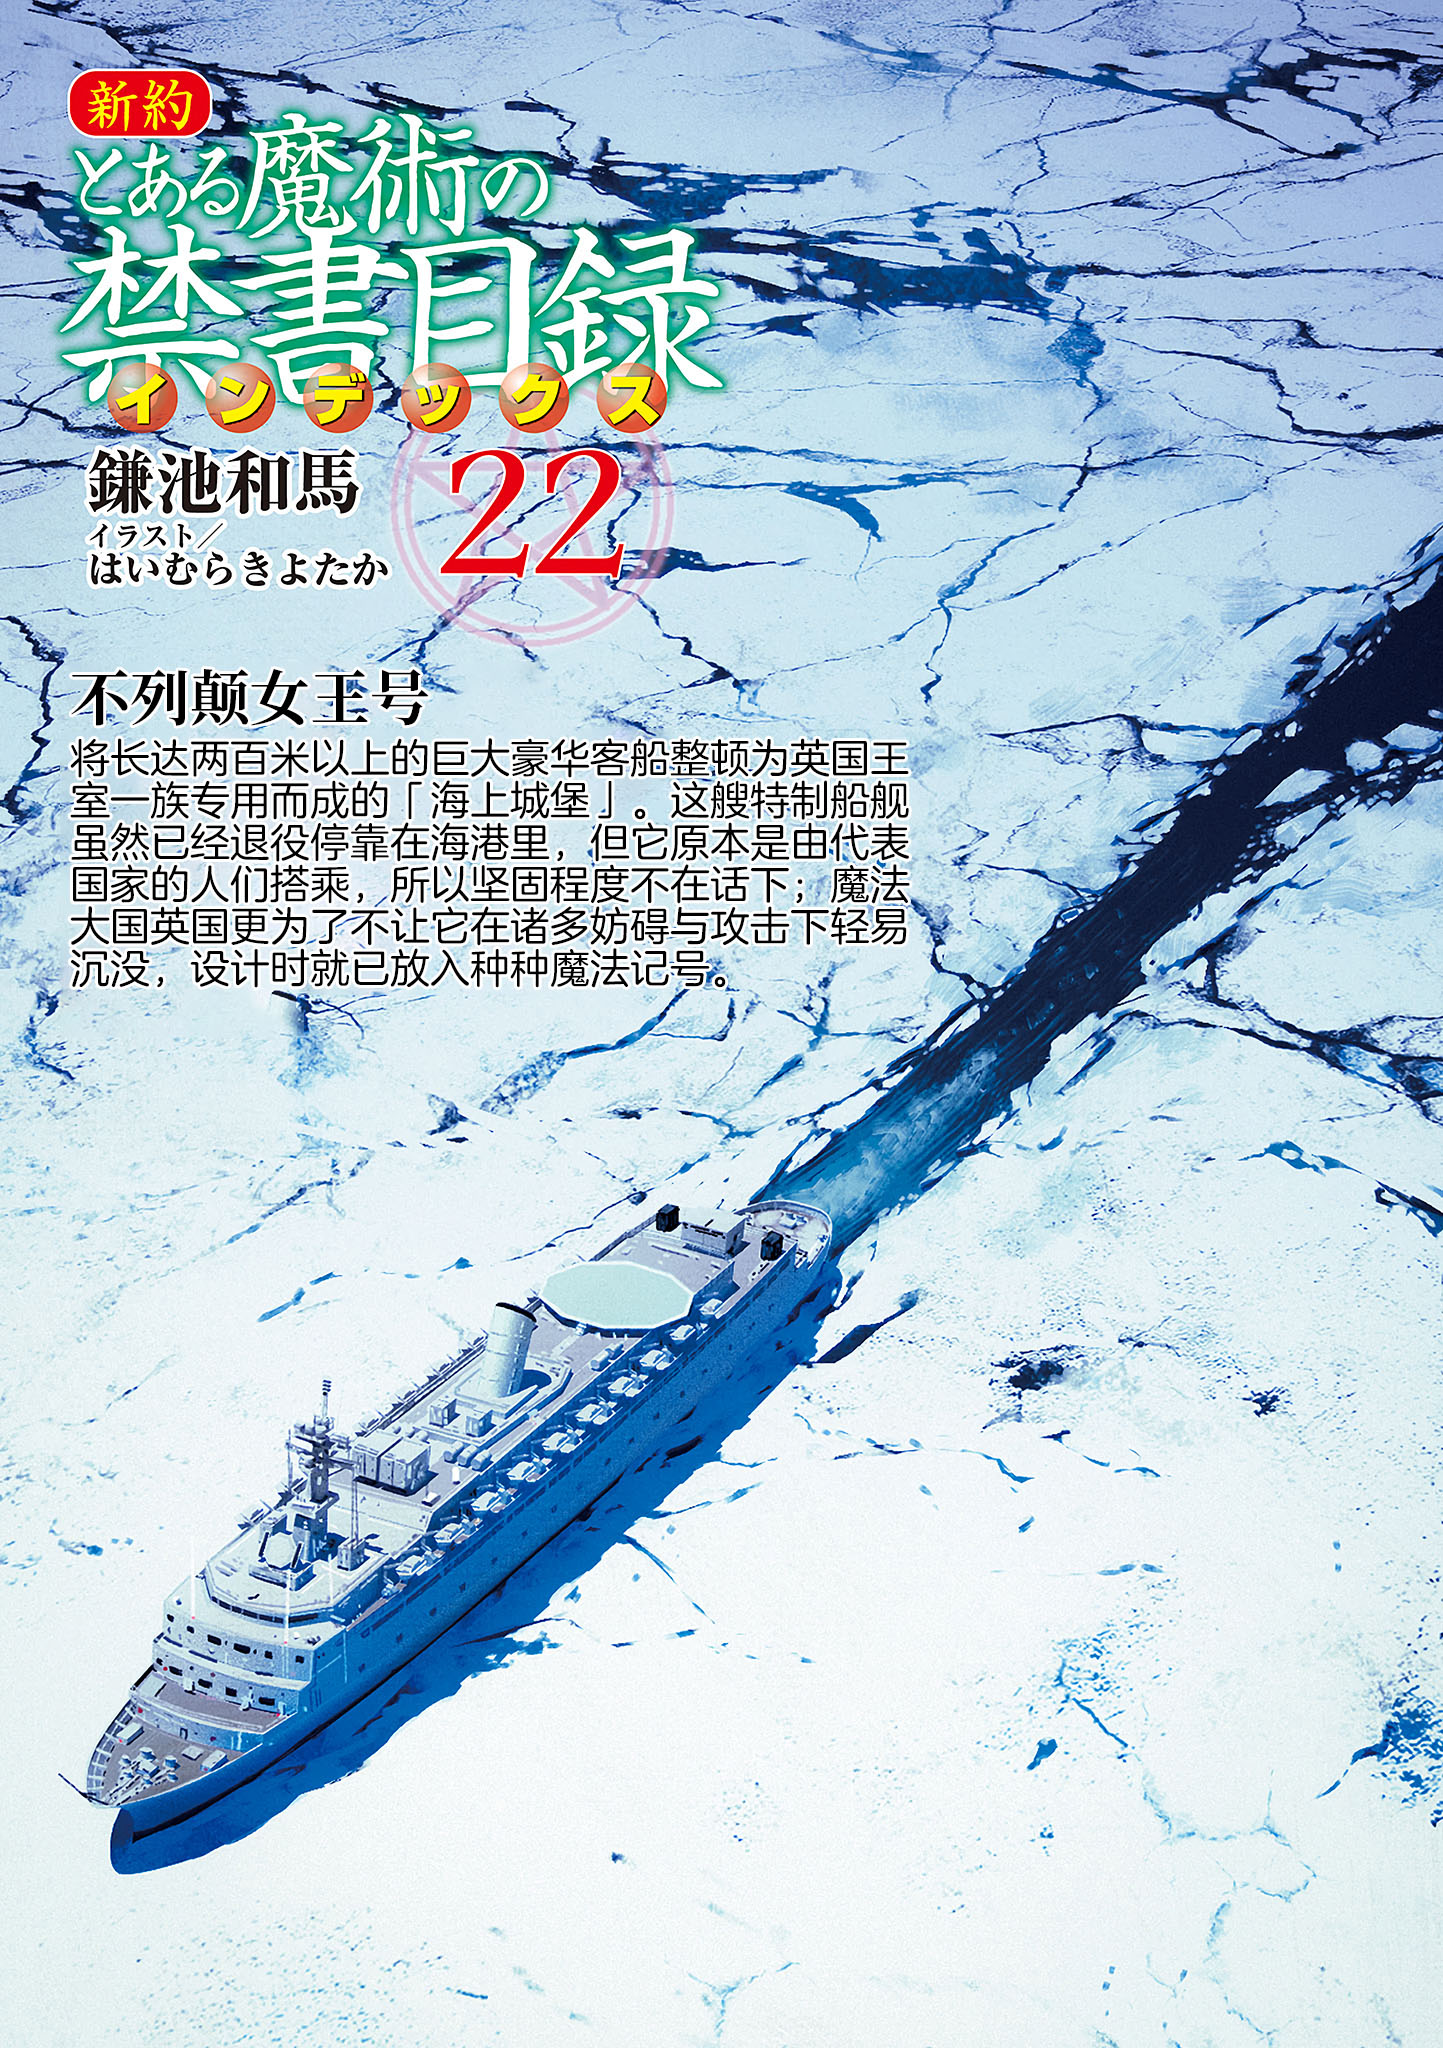 新約
とある魔術の
禁書目録
インデックス
鎌池和馬
22
イラスト／
はいむらきよたか
不列颠女王号
将长达两百米以上的巨大豪华客船整顿为英国王
室一族专用而成的「海上城堡」。这艘特制船舰
虽然已经退役停靠在海港里，但它原本是由代表
国家的人们搭乘，所以坚固程度不在话下；魔法
大国英国更为了不让它在诸多妨碍与攻击下轻易
沉没，设计时就已放入种种魔法记号。